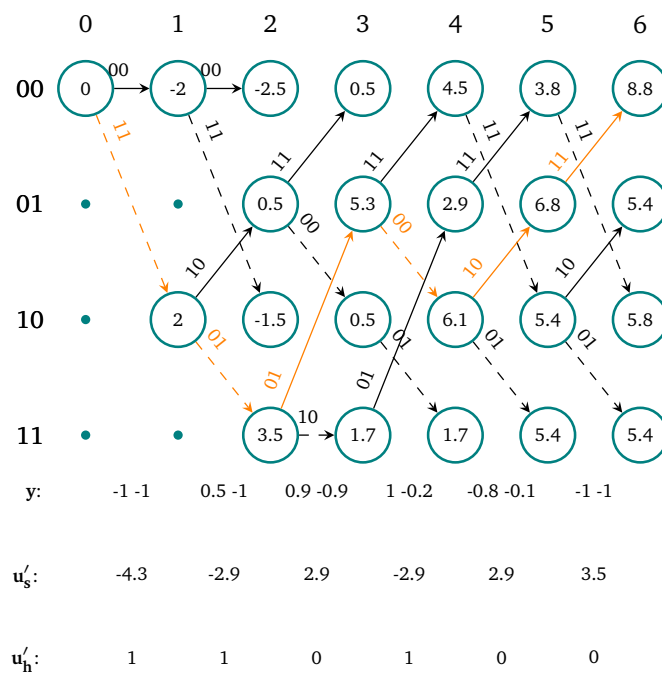 0 1 2 3 4 5 6
00 00
00 0 -2 -2.5 0.5 4.5 3.8 8.8
11 11 11 11 11 11 11
01 0.5 5.3 2.9 6.8 5.4
00 00
10 10 10
10 2 -1.5 0.5 6.1 5.4 5.8
01 01 01 01
01 01
10
11 3.5 1.7 1.7 5.4 5.4
y: -1 -1 0.5 -1 0.9 -0.9 1 -0.2 -0.8 -0.1 -1 -1
u′s: -4.3 -2.9 2.9 -2.9 2.9 3.5
u′h: 1 1 0 1 0 0